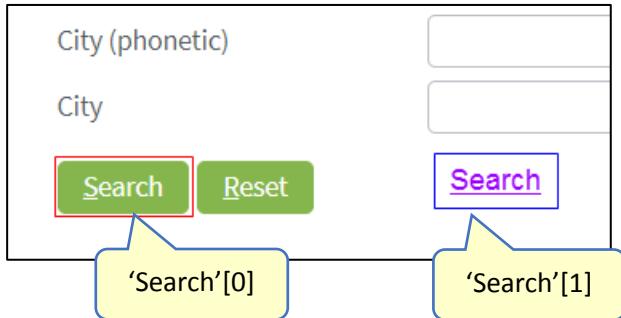 City (phonetic)
City
Search Reset Search
‘Search’[0] ‘Search’[1]